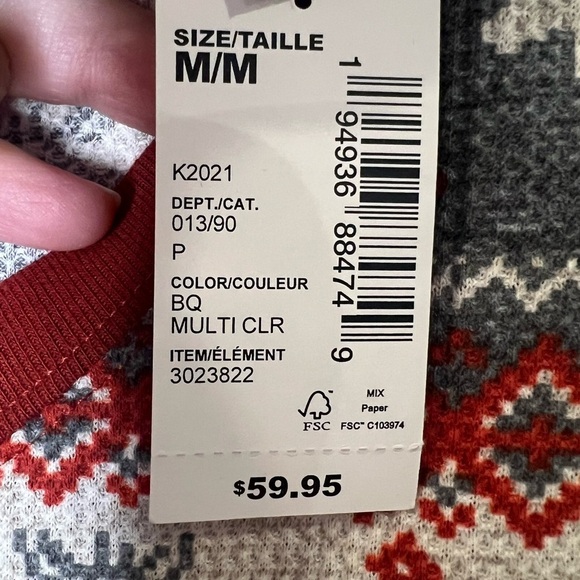 SIZE/TAILLE
M/M
K2021
DEPT./CAT.
013/90
P
COLOR/COULEUR
BQ
MULTI CLR
ITEM/ÉLÉMENT
3023822
1 94936 88474 9
FSC
MIX
Paper
FSC™ C103974
$59.95